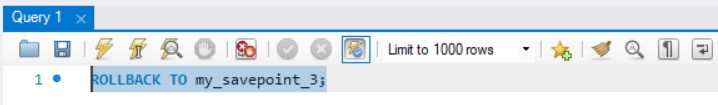 Query 1
Limit to 1000 rows
1 ROLLBACK TO my_savepoint_3;